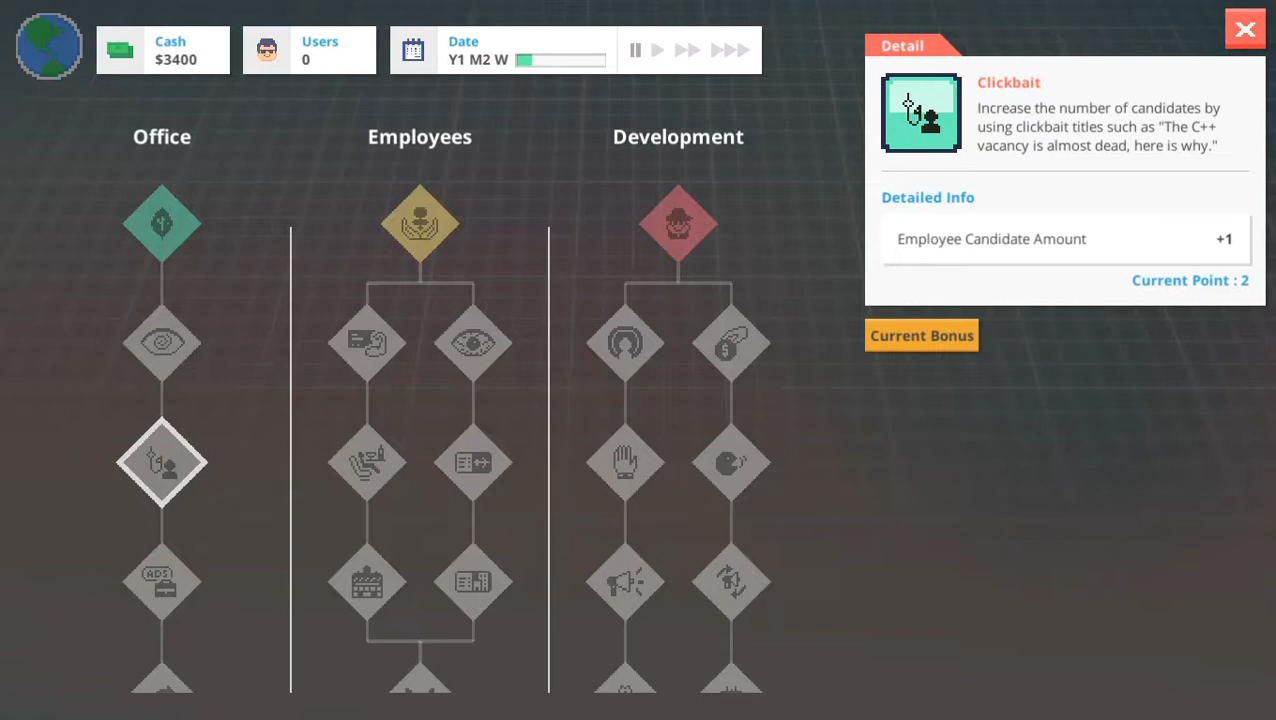 Cash
$3400
Users
0
Date
Y1 M2 W
Detail
Clickbait
Increase the number of candidates by
using clickbait titles such as "The C++
vacancy is almost dead, here is why."
Detailed Info
Employee Candidate Amount +1
Current Point : 2
Current Bonus
Office Employees Development
ADS